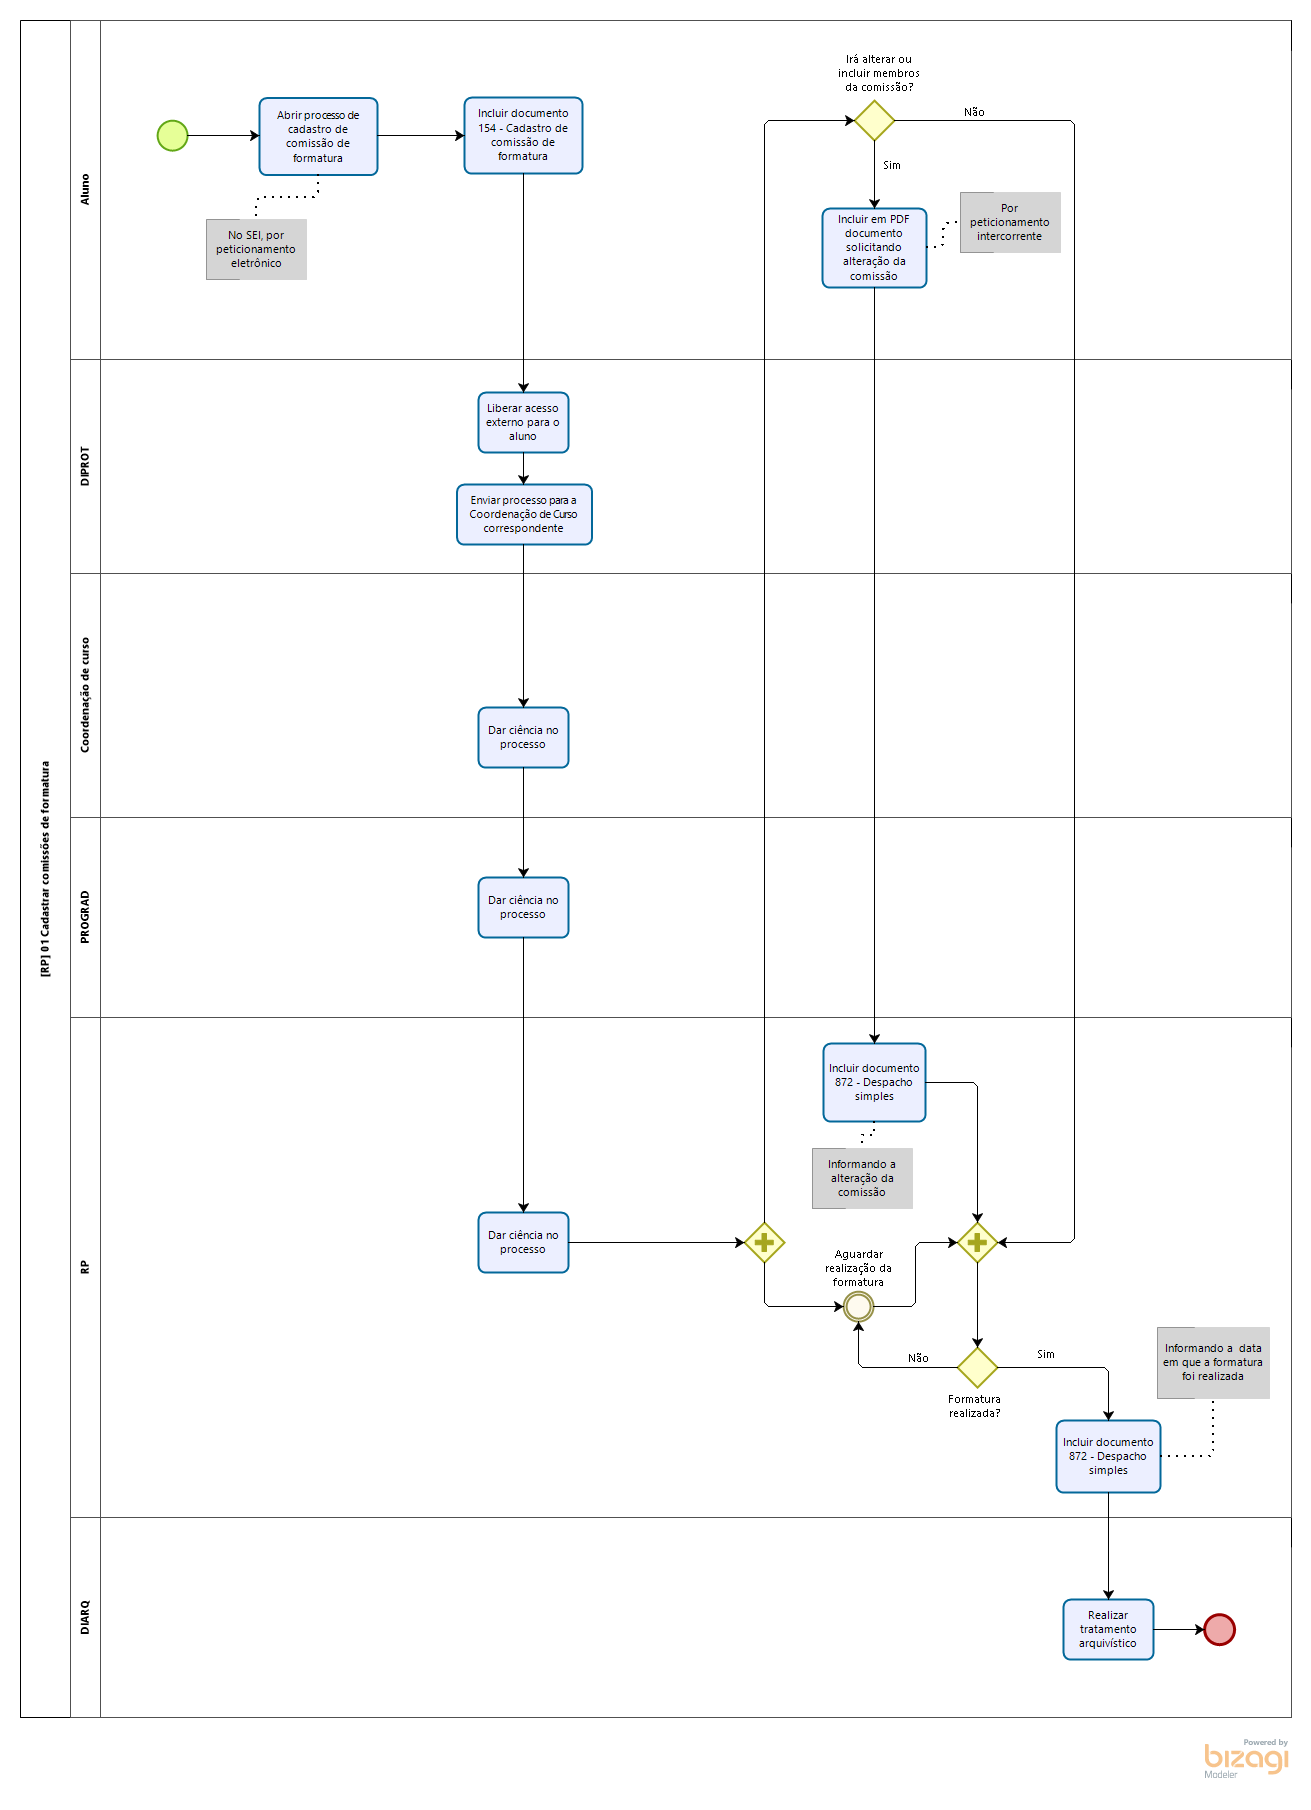 [RP] 01 Cadastrar comissões de formatura
Aluno
Abrir processo de
cadastro de
comissão de
formatura
No SEI, por
peticionamento
eletrônico
Incluir documento
154 - Cadastro de
comissão de
formatura
Irá alterar ou
incluir membros
da comissão?
Não
Sim
Incluir em PDF
documento
solicitando
alteração da
comissão
Por
peticionamento
intercorrente
DIPROT
Liberar acesso
externo para o
aluno
Enviar processo para a
Coordenação de Curso
correspondente
Coordenação de curso
Dar ciência no
processo
PROGRAD
Dar ciência no
processo
RP
Dar ciência no
processo
Incluir documento
872 - Despacho
simples
Informando a
alteração da
comissão
Aguardar
realização da
formatura
Não
Sim
Formatura
realizada?
Informando a  data
em que a formatura
foi realizada
Incluir documento
872 - Despacho
simples
DIARQ
Realizar
tratamento
arquivístico
Powered by
bizagi
Modeler